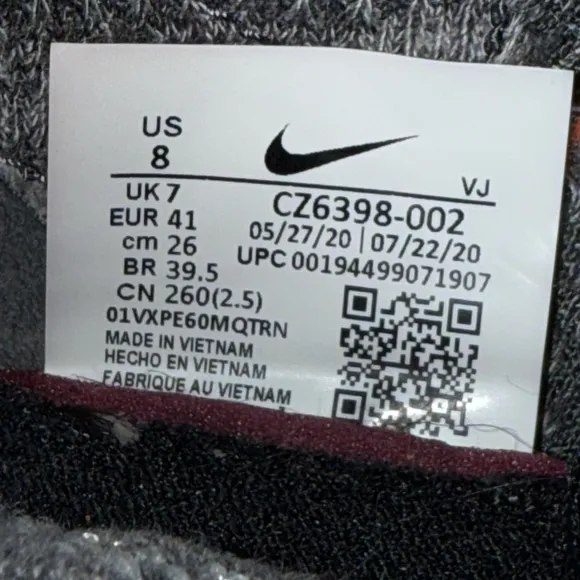 US
8
VJ
UK 7
CZ6398-002
EUR 41
05/27/20 | 07/22/20
cm 26
UPC 00194499071907
BR 39.5
CN 260(2.5)
01VXPE60MQTRN
MADE IN VIETNAM
HECHO EN VIETNAM
FABRIQUE AU VIETNAM